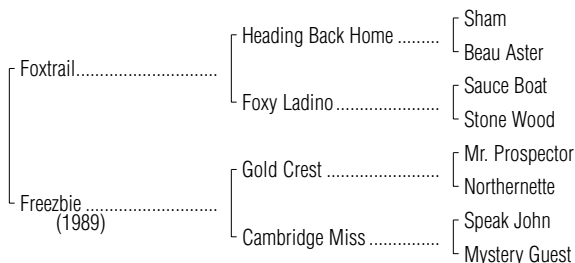 Sham
Heading Back Home .........
Beau Aster
Foxtrail..............................
Sauce Boat
Foxy Ladino......................
Stone Wood
Mr. Prospector
Gold Crest ........................
Northernette
Freezbie ............................
(1989)
Speak John
Cambridge Miss ...............
Mystery Guest